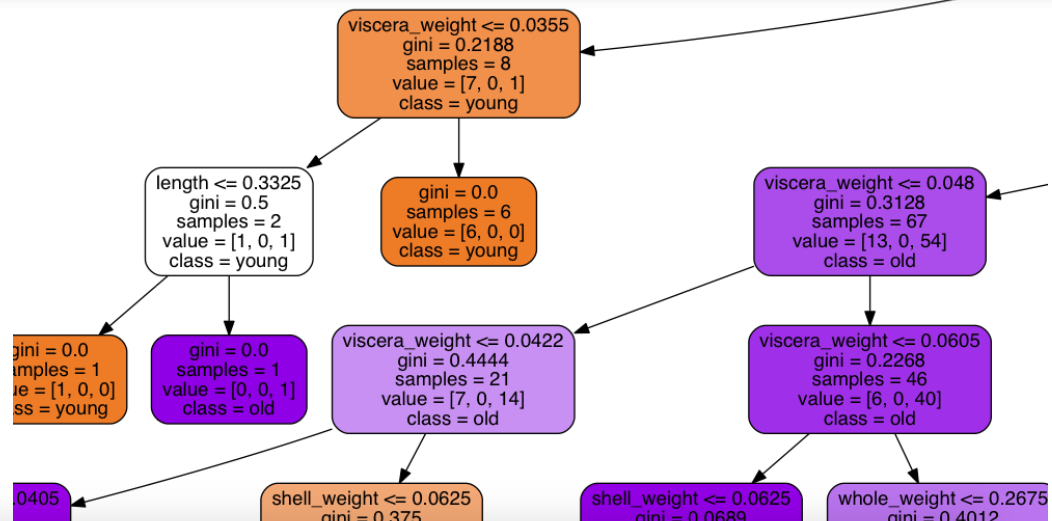 viscera_weight <= 0.0355
gini = 0.2188
samples = 8
value = [7, 0, 1]
class = young
length <= 0.3325
gini = 0.5
samples = 2
value = [1, 0, 1]
class = young
gini = 0.0
samples = 6
value = [6, 0, 0]
class = young
viscera_weight <= 0.048
gini = 0.3128
samples = 67
value = [13, 0, 54]
class = old
gini = 0.0
mples = 1
ue = [1, 0, 0]
ss = young
gini = 0.0
samples = 1
value = [0, 0, 1]
class = old
viscera_weight <= 0.0422
gini = 0.4444
samples = 21
value = [7, 0, 14]
class = old
viscera_weight <= 0.0605
gini = 0.2268
samples = 46
value = [6, 0, 40]
class = old
.0405
shell_weight <= 0.0625
gini = 0.375
shell_weight <= 0.0625
gini = 0.0689
whole_weight <= 0.2675
gini = 0.4012